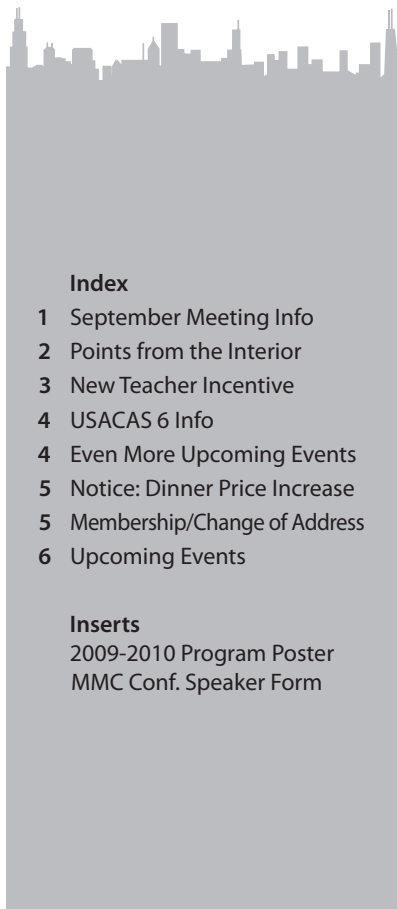 Index
1 September Meeting Info
2 Points from the Interior
3 New Teacher Incentive
4 USACAS 6 Info
4 Even More Upcoming Events
5 Notice: Dinner Price Increase
5 Membership/Change of Address
6 Upcoming Events
Inserts
2009-2010 Program Poster
MMC Conf. Speaker Form